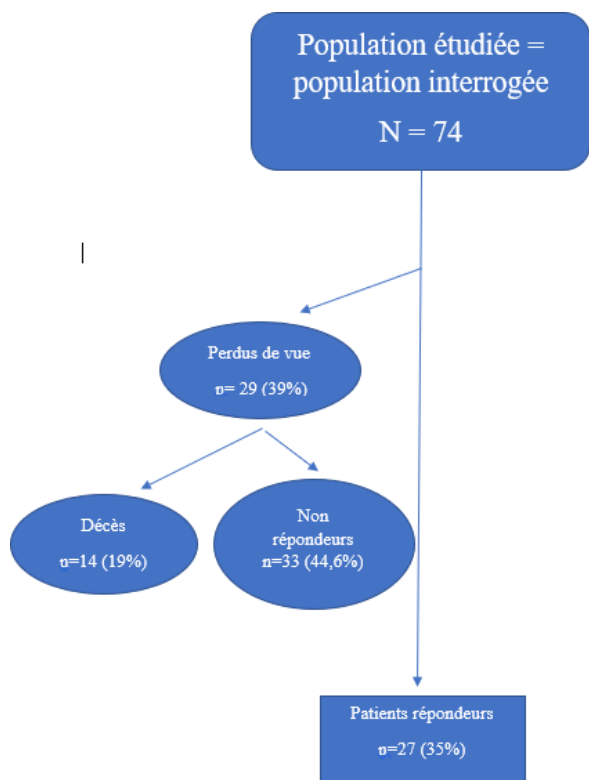 Population étudiée =
population interrogée
N = 74
Perdus de vue
n= 29 (39%)
Décès
n=14 (19%)
Non
répondeurs
n=33 (44,6%)
Patients répondeurs
n=27 (35%)